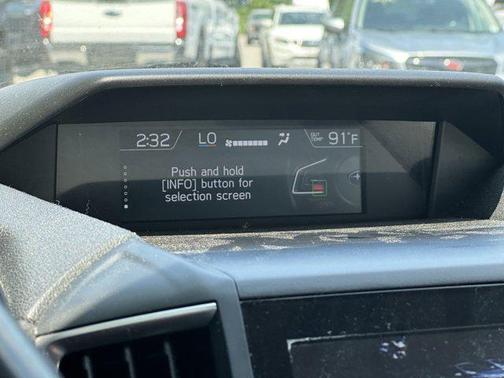 2:32 LO OUT TEMP 91°F
Push and hold
[INFO] button for
selection screen